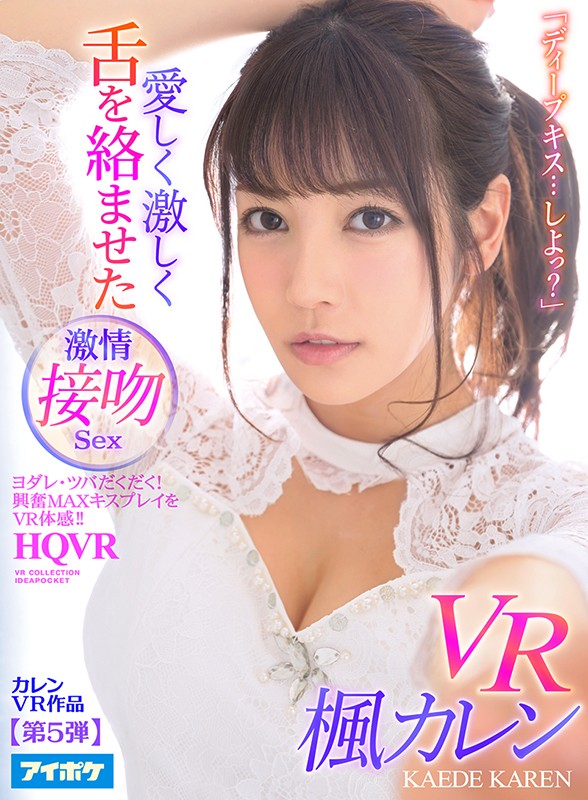 「ディープキス…しよっ?」
愛しく激しく
舌を絡ませた
激情
接吻
Sex
ヨダレ・ツバだくだく!
興奮MAXキスプレイを
VR体感!!
HQVR
VR COLLECTION
IDEAPOCKET
カレン
VR作品
【第5弾】
アイポケ
VR
楓カレン
KAEDE KAREN